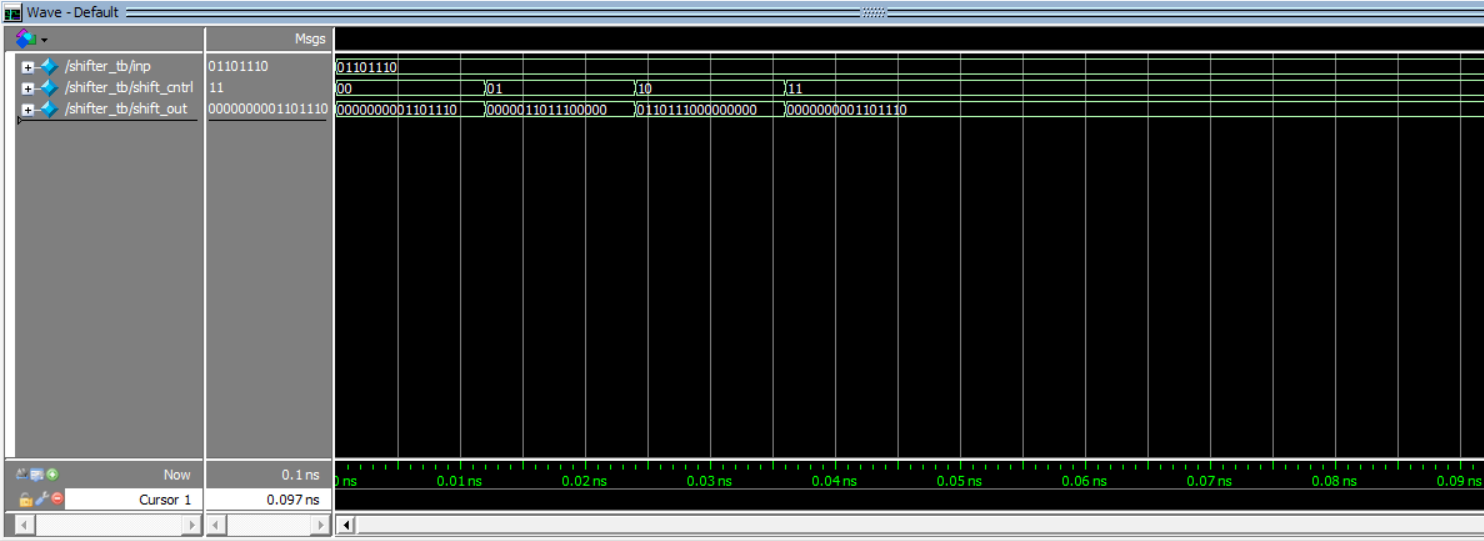 Wave - Default
Msgs
/shifter_tb/inp 01101110 01101110
/shifter_tb/shift_cntrl 11 00 01 10 11
/shifter_tb/shift_out 0000000001101110 0000000001101110 0000011011100000 0110111000000000 0000000001101110
Now 0.1 ns ns 0.01 ns 0.02 ns 0.03 ns 0.04 ns 0.05 ns 0.06 ns 0.07 ns 0.08 ns 0.09 ns
Cursor 1 0.097 ns